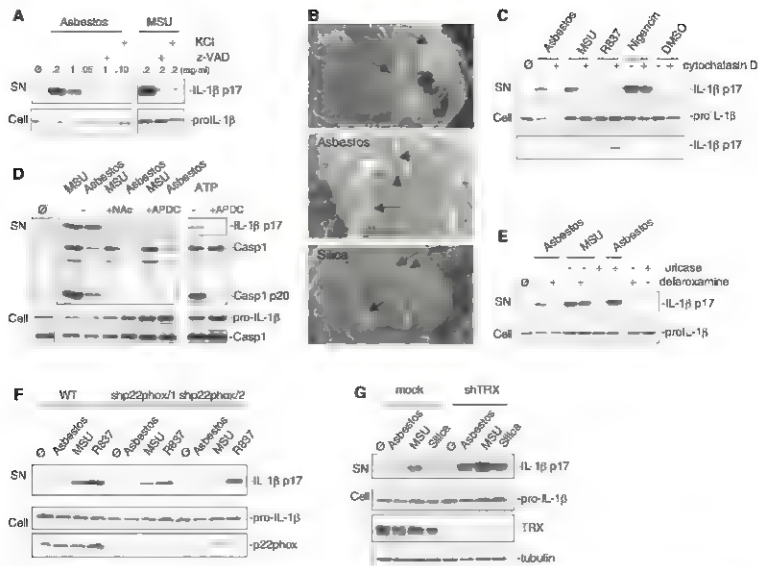 A
Asbestos MSU
KCl
z-VAD
Ø .2 .1 .05 1 .10 .2 .2 .2 (mg/ml)
SN -IL-1β p17
Cell -proIL-1β
B
Asbestos
Silica
C
Asbestos MSU R837 Nigericin DMSO
- + - + - + - + - + cytochalasin D
SN -IL-1β p17
Cell -proIL-1β
-IL-1β p17
D
MSU Asbestos MSU Asbestos MSU Asbestos ATP
Ø - +NAc +APDC - +APDC
SN -IL-1β p17
-Casp1
-Casp1 p20
Cell -pro-IL-1β
-Casp1
E
Asbestos MSU Asbestos
- - + + uricase
Ø - + - + - + deferoxamine
SN -IL-1β p17
Cell -proIL-1β
F
WT shp22phox/1 shp22phox/2
Ø Asbestos MSU R837 Ø Asbestos MSU R837 Ø Asbestos MSU R837
SN -IL-1β p17
Cell -pro-IL-1β
-p22phox
G
mock shTRX
Ø Asbestos MSU Silica Ø Asbestos MSU Silica
SN -IL-1β p17
Cell -pro-IL-1β
TRX
-tubulin